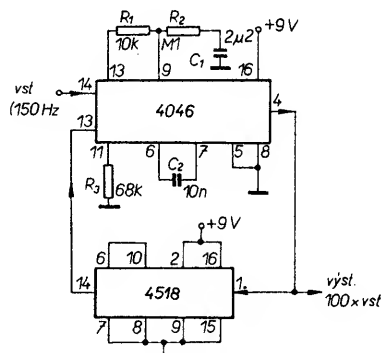 R1
10k
R2
M1
2µ2
C1
+9V
13
9
16
vst
(150 Hz
14
4046
4
13
11
6
7
5
8
R3
68k
C2
10n
+9V
6
10
2
16
14
4518
1.
výst.
100×vst
7
8
9
15